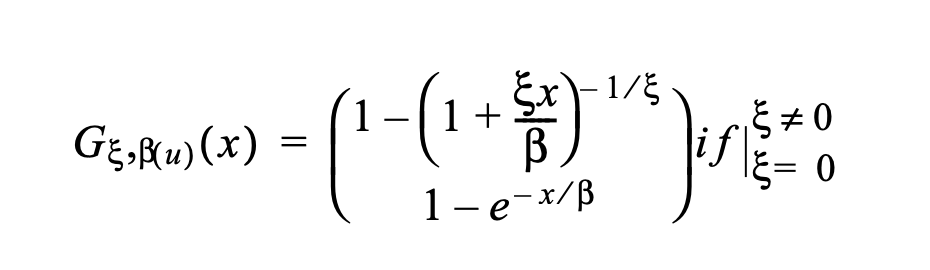 G_{ξ,β(u)}(x) = ( 1 − (1 + ξx/β)^{−1/ξ} ) if | ξ ≠ 0
( 1 − e^{−x/β} ) | ξ = 0